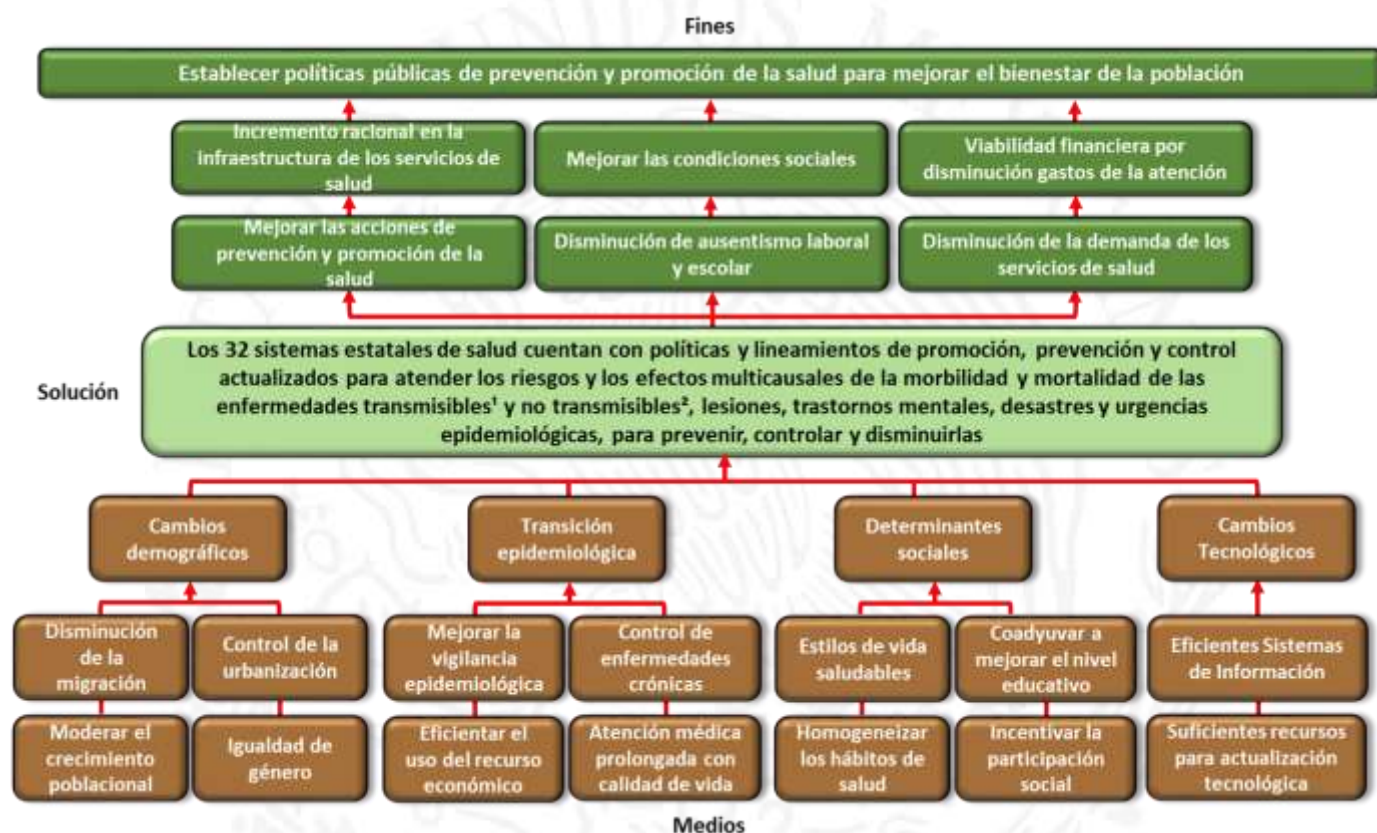 Fines
Establecer políticas públicas de prevención y promoción de la salud para mejorar el bienestar de la población
Incremento racional en la
infraestructura de los servicios de
salud
Mejorar las condiciones sociales
Viabilidad financiera por
disminución gastos de la atención
Mejorar las acciones de
prevención y promoción de la
salud
Disminución de ausentismo laboral
y escolar
Disminución de la demanda de los
servicios de salud
Solución
Los 32 sistemas estatales de salud cuentan con políticas y lineamientos de promoción, prevención y control
actualizados para atender los riesgos y los efectos multicausales de la morbilidad y mortalidad de las
enfermedades transmisibles¹ y no transmisibles², lesiones, trastornos mentales, desastres y urgencias
epidemiológicas, para prevenir, controlar y disminuirlas
Cambios
demográficos
Transición
epidemiológica
Determinantes
sociales
Cambios
Tecnológicos
Disminución
de la
migración
Control de la
urbanización
Mejorar la
vigilancia
epidemiológica
Control de
enfermedades
crónicas
Estilos de vida
saludables
Coadyuvar a
mejorar el nivel
educativo
Eficientes Sistemas
de Información
Moderar el
crecimiento
poblacional
Igualdad de
género
Eficientar el
uso del recurso
económico
Atención médica
prolongada con
calidad de vida
Homogeneizar
los hábitos de
salud
Incentivar la
participación
social
Suficientes recursos
para actualización
tecnológica
Medios